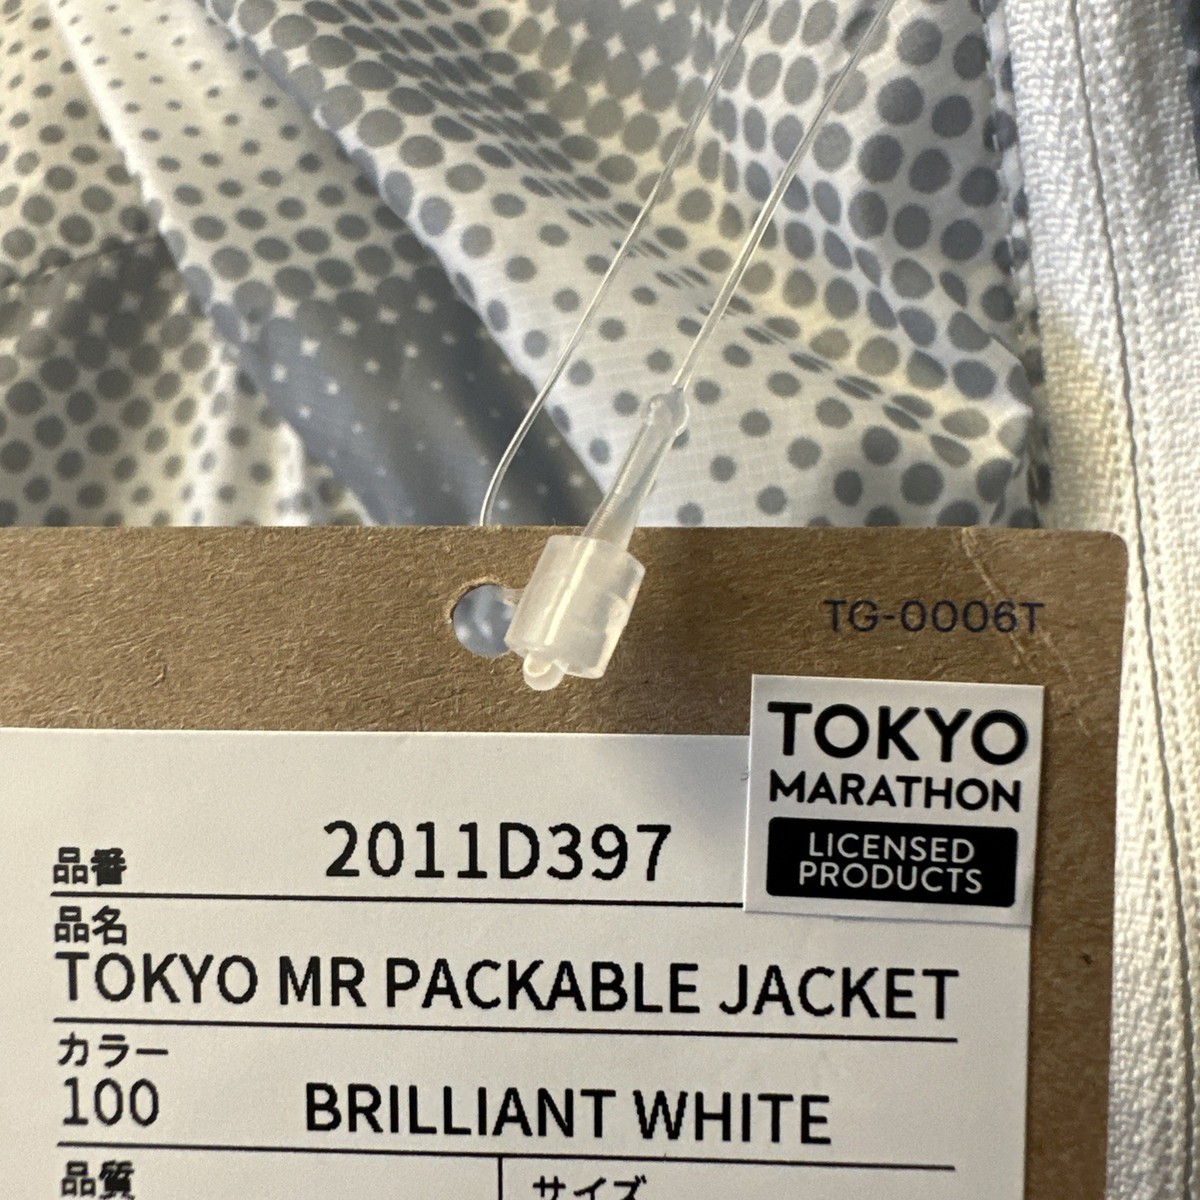 TG-0006T
TOKYO
MARATHON
LICENSED
PRODUCTS
品番 2011D397
品名
TOKYO MR PACKABLE JACKET
カラー
100 BRILLIANT WHITE
品質 サイズ